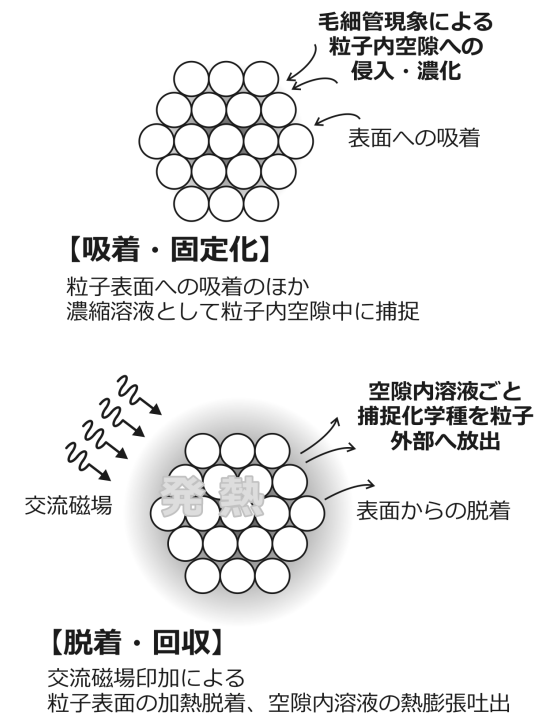 毛細管現象による
粒子内空隙への
侵入・濃化
表面への吸着
【吸着・固定化】
粒子表面への吸着のほか
濃縮溶液として粒子内空隙中に捕捉
空隙内溶液ごと
捕捉化学種を粒子
外部へ放出
発熱
交流磁場
表面からの脱着
【脱着・回収】
交流磁場印加による
粒子表面の加熱脱着、空隙内溶液の熱膨張吐出